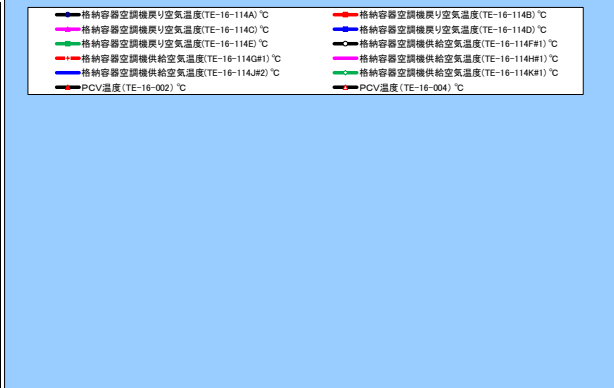 格納容器空調機戻り空気温度(TE-16-114A) ℃ 格納容器空調機戻り空気温度(TE-16-114B) ℃
格納容器空調機戻り空気温度(TE-16-114C) ℃ 格納容器空調機戻り空気温度(TE-16-114D) ℃
格納容器空調機戻り空気温度(TE-16-114E) ℃ 格納容器空調機供給空気温度(TE-16-114F#1) ℃
格納容器空調機供給空気温度(TE-16-114G#1) ℃ 格納容器空調機供給空気温度(TE-16-114H#1) ℃
格納容器空調機供給空気温度(TE-16-114J#2) ℃ 格納容器空調機供給空気温度(TE-16-114K#1) ℃
PCV温度(TE-16-002) ℃ PCV温度(TE-16-004) ℃